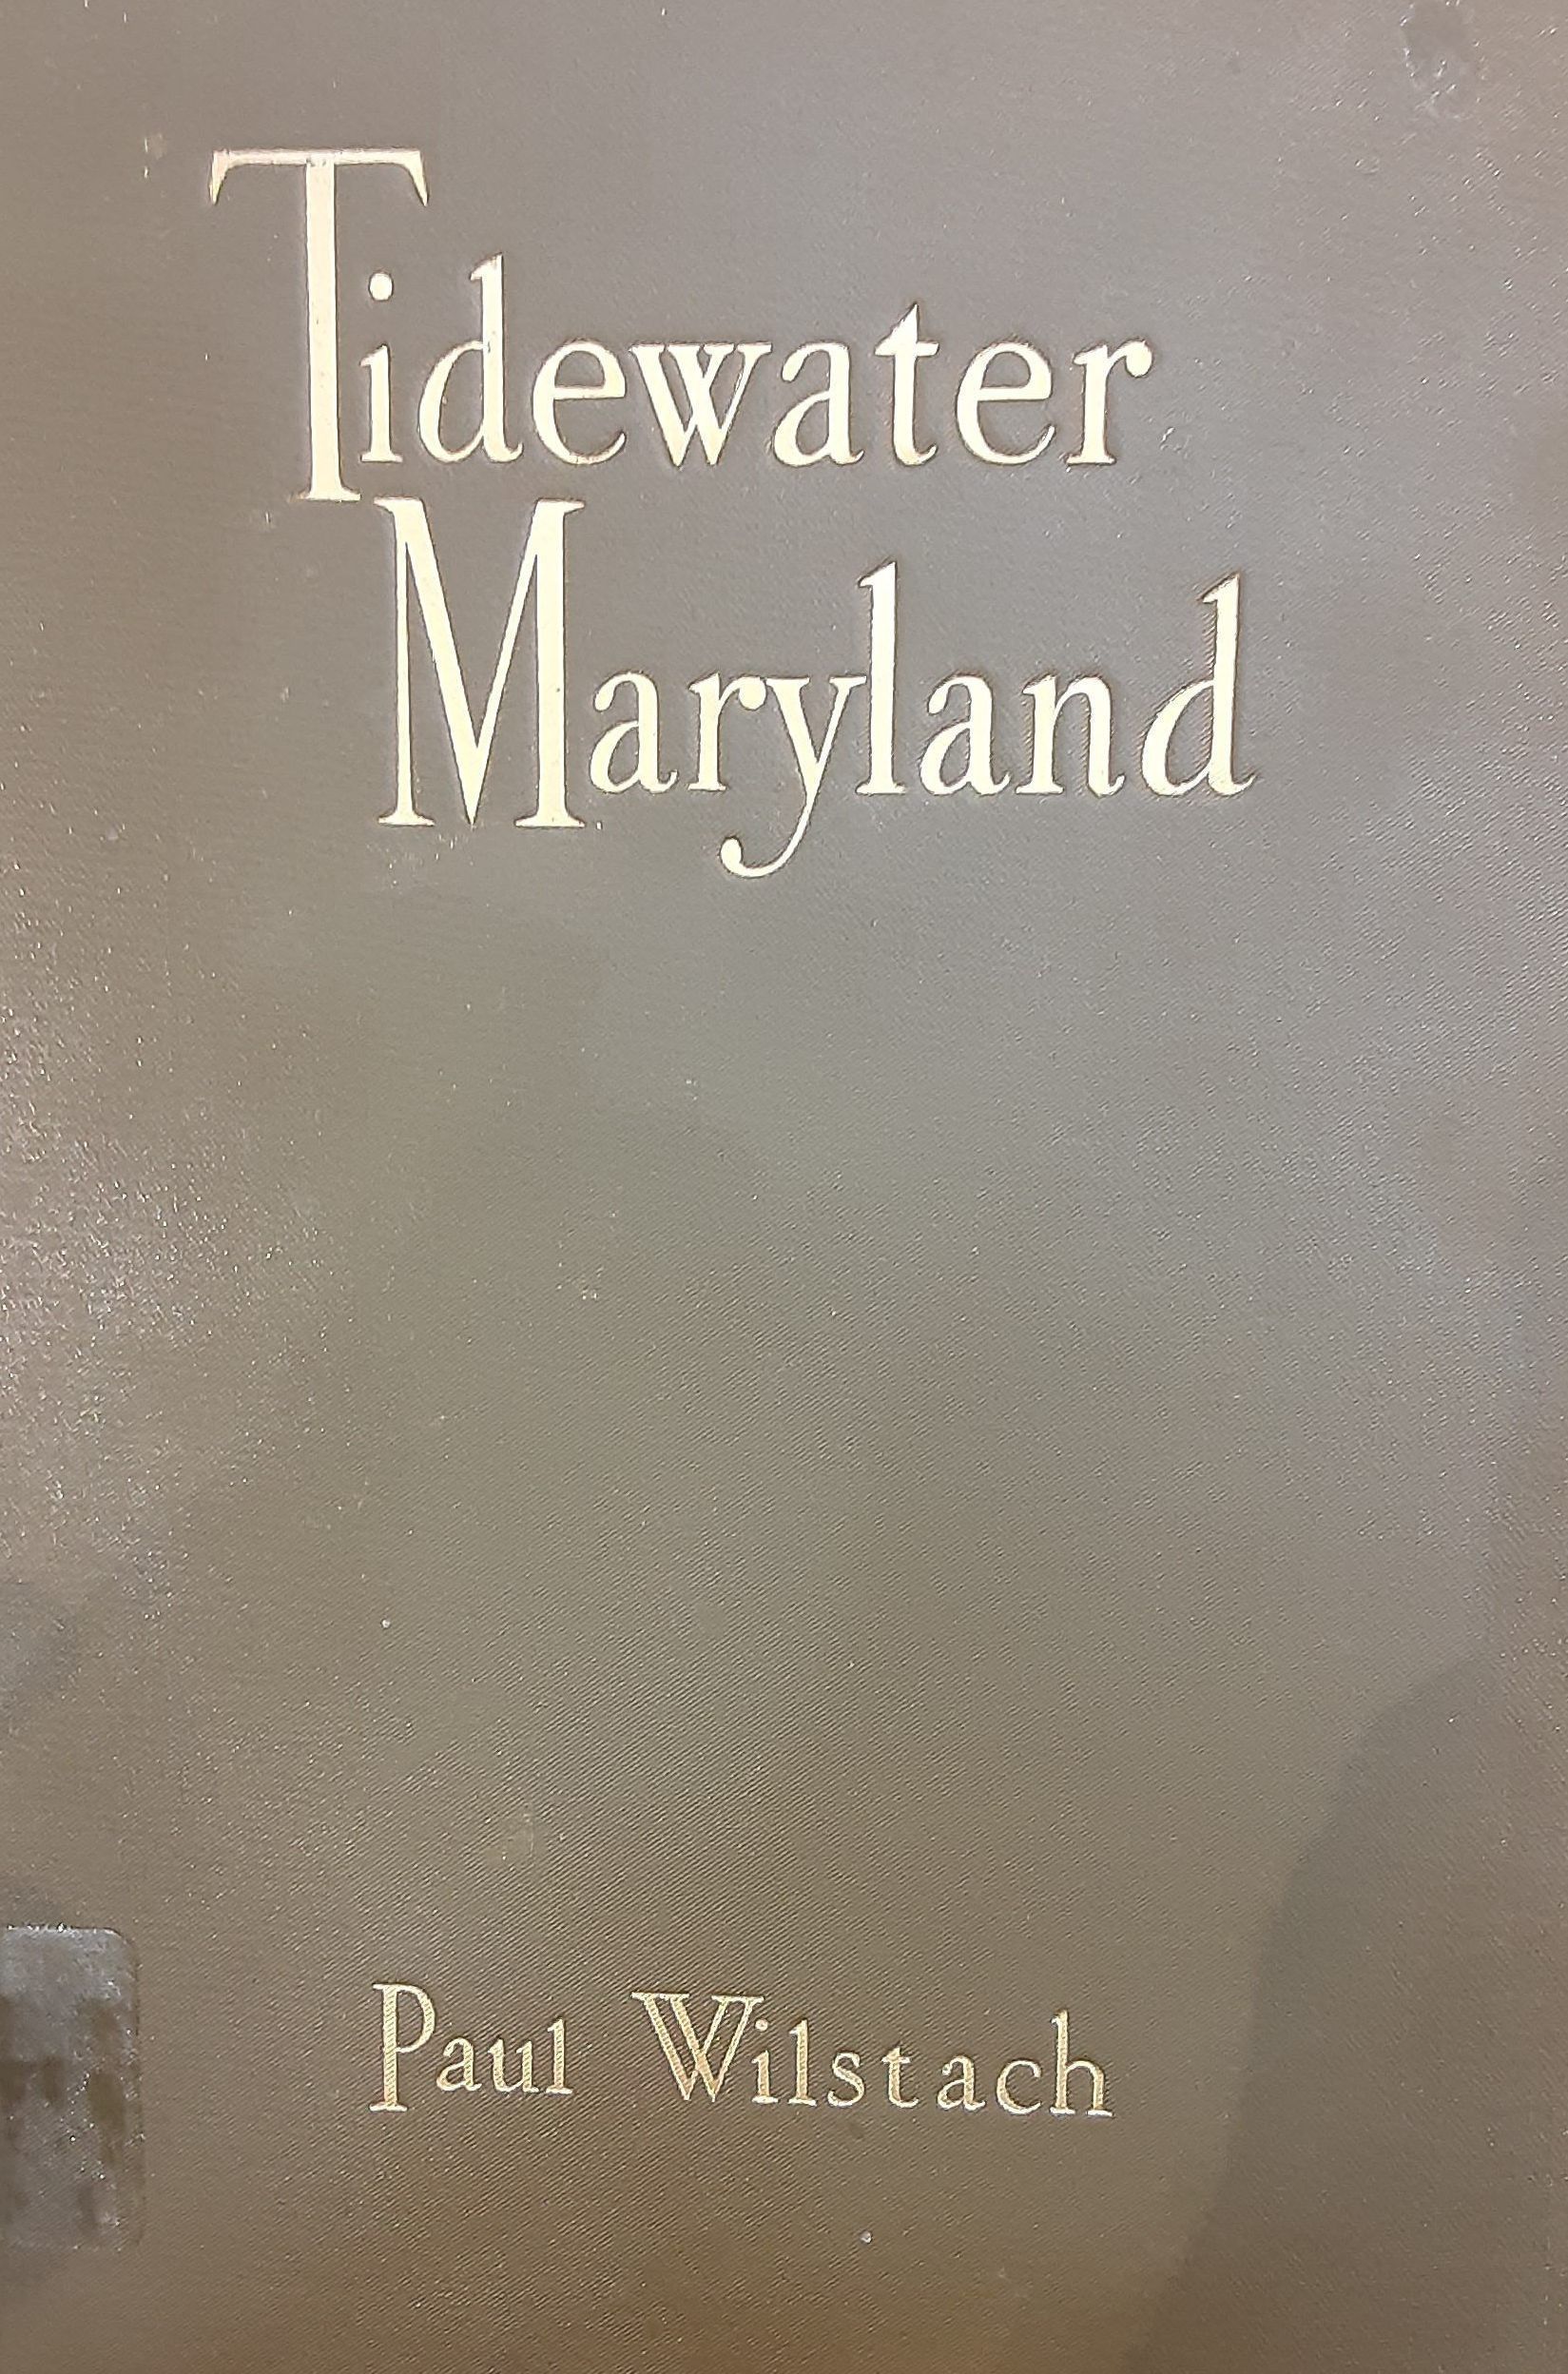 Tidewater
Maryland
Paul Wilstach